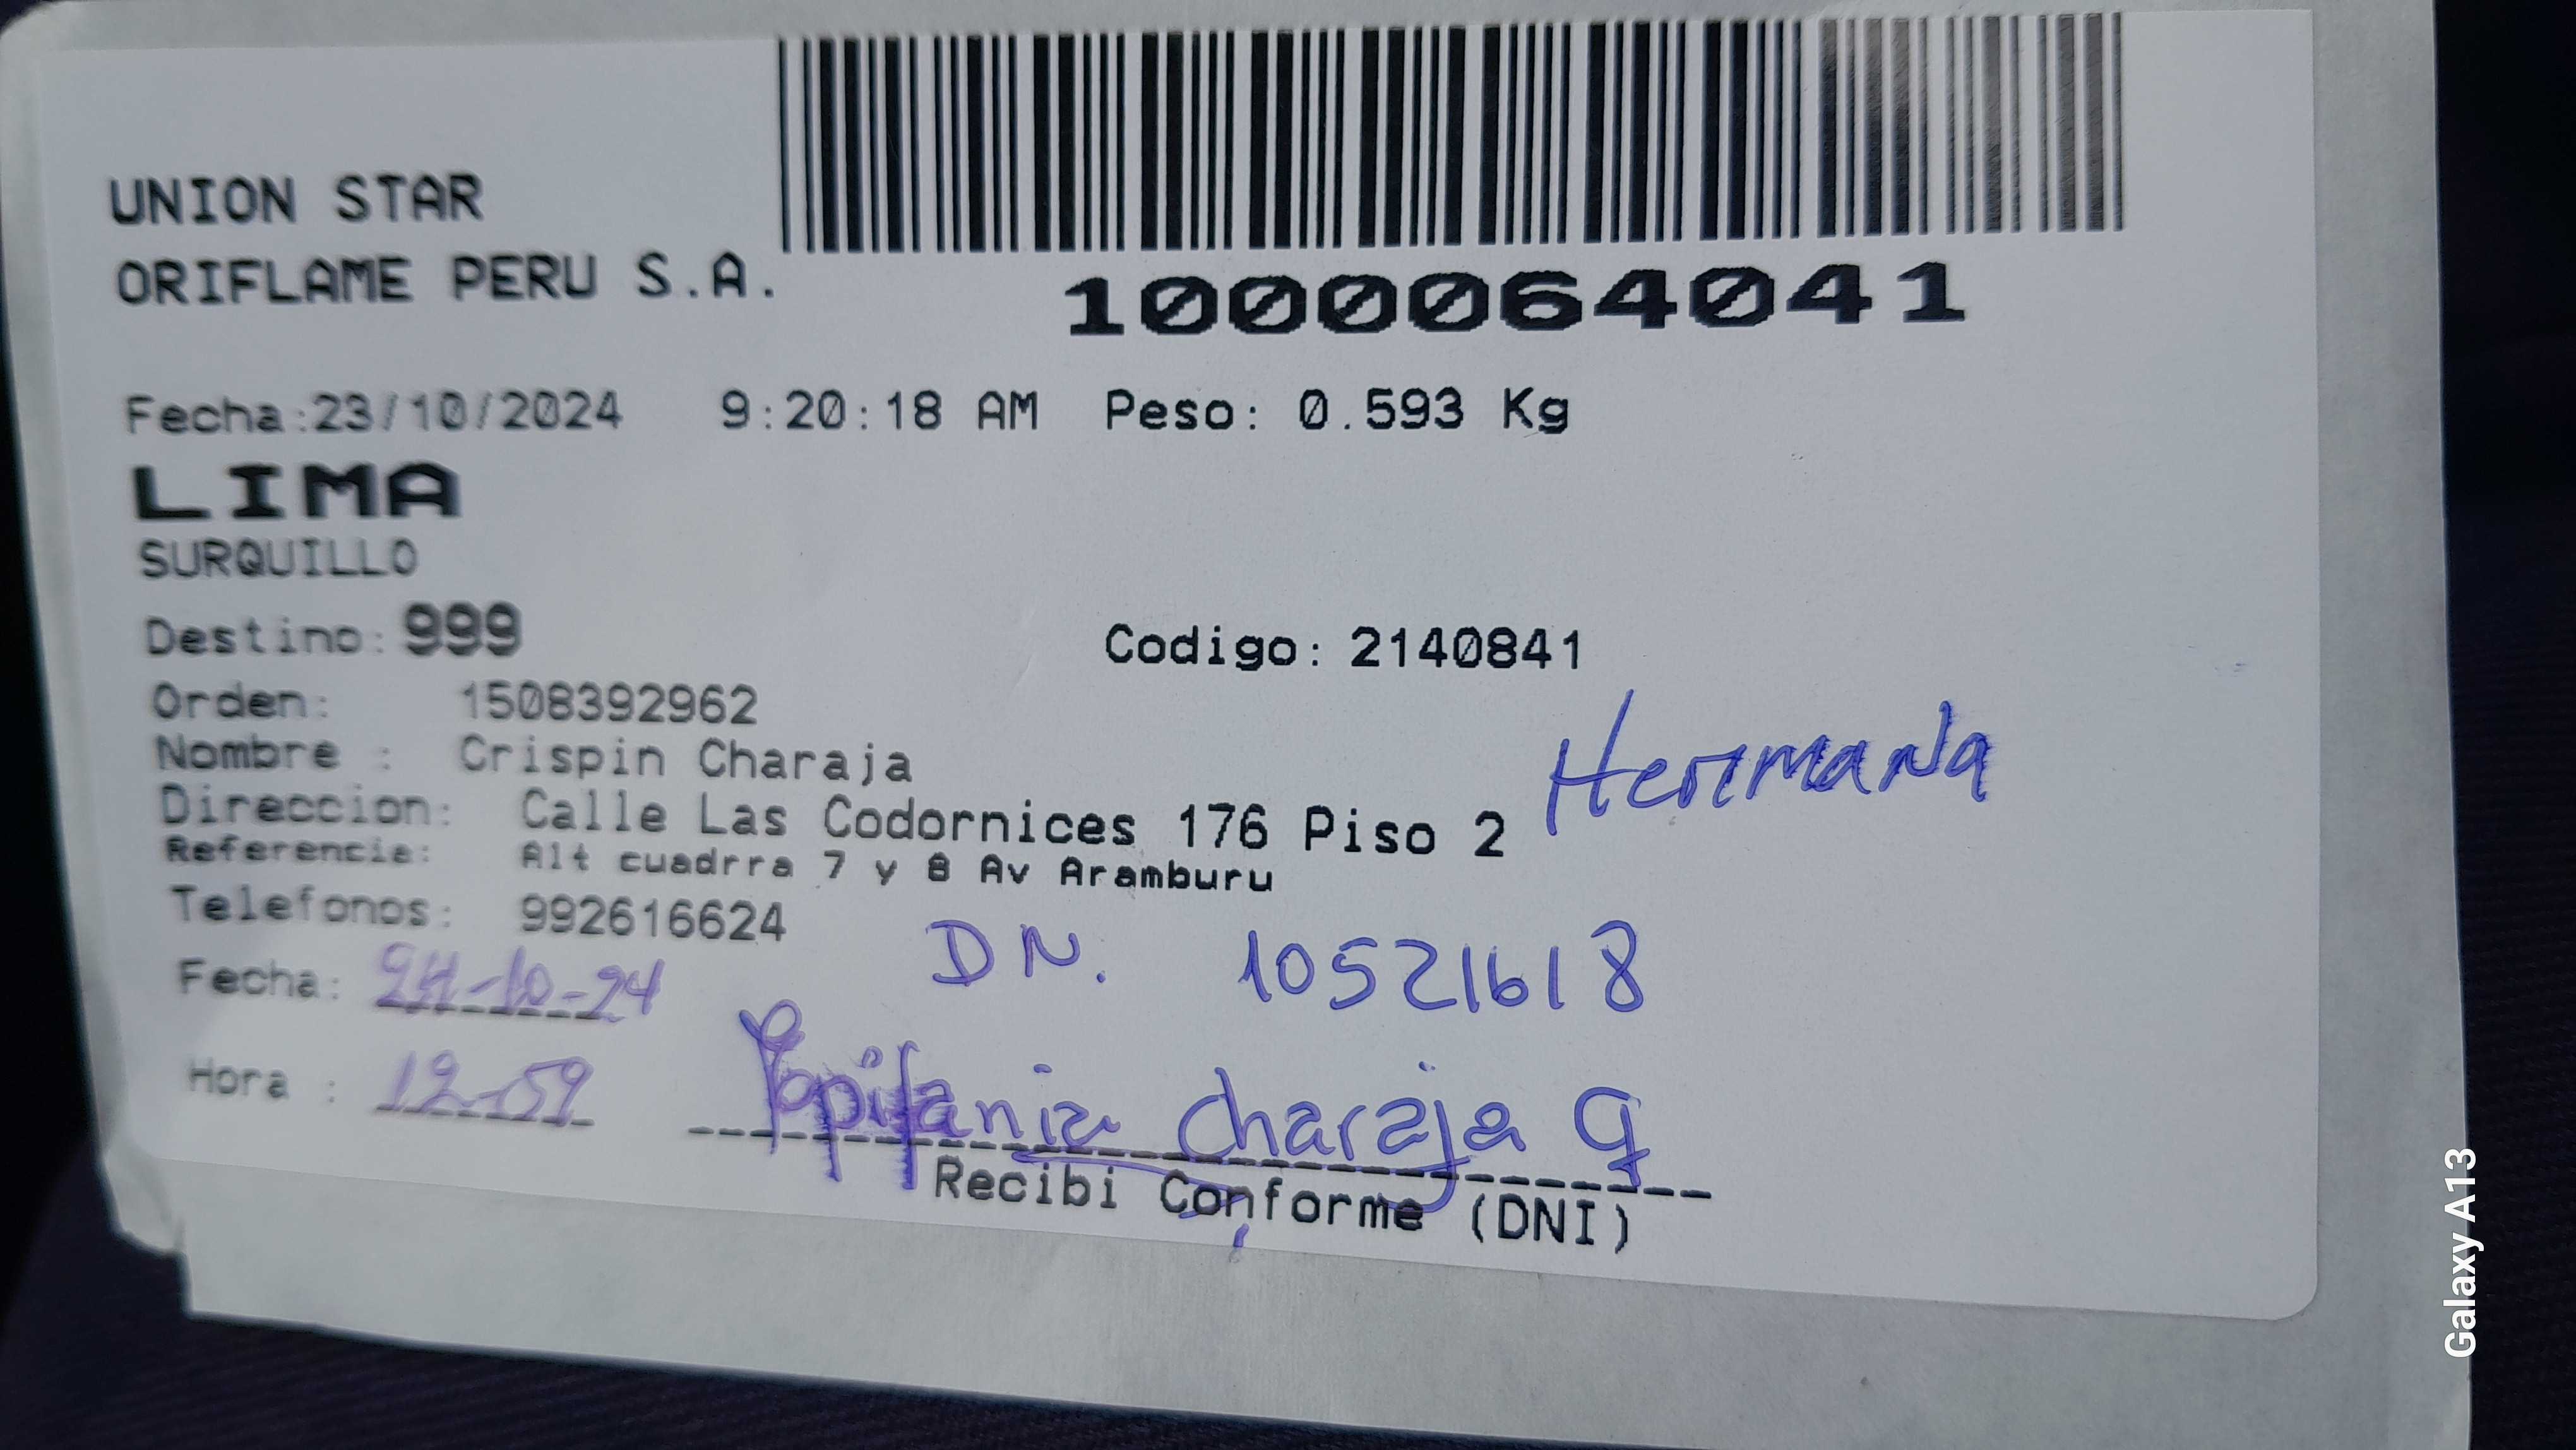 UNION STAR
ORIFLAME PERU S.A.
1000064041
Fecha:23/10/2024 9:20:18 AM Peso: 0.593 Kg
LIMA
SURQUILLO
Destino: 999 Codigo: 2140841
Orden: 1508392962
Nombre : Crispin Charaja
Hermana
Direccion: Calle Las Codornices 176 Piso 2
Referencia: Alt cuadrra 7 y 8 Av Aramburu
Telefonos: 992616624
DN. 10521618
Fecha: 24-10-24
Hora : 12-59
charaja q
Recibi Conforme (DNI)
Galaxy A13